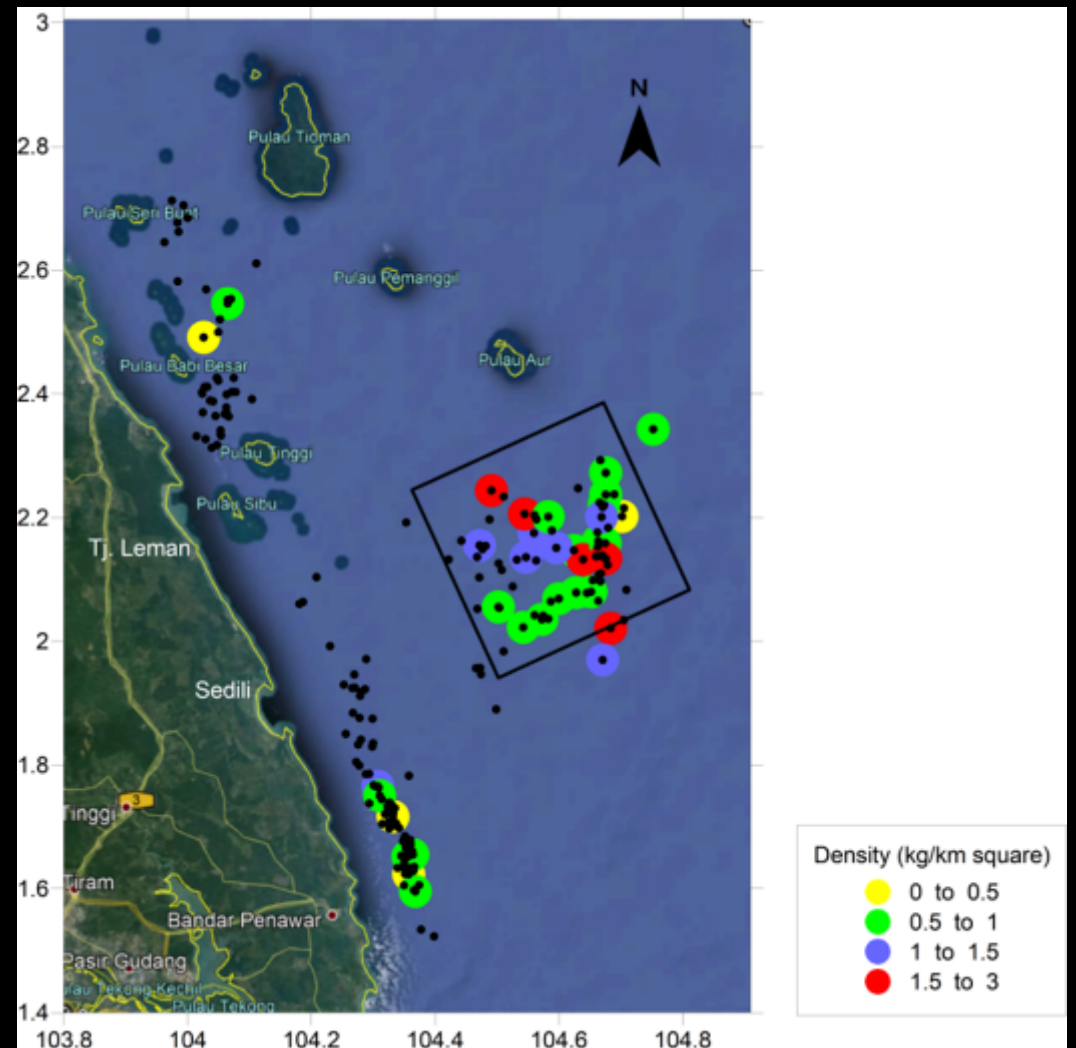 3
N
2.8
Pulau Tioman
Pulau Seri Buat
2.6
Pulau Pemanggil
Pulau Aur
Pulau Babi Besar
2.4
Pulau Tinggi
Pulau Sibu
2.2
Tj. Leman
2
Sedili
1.8
3
Tinggi
Density (kg/km square)
Tiram
1.6
0 to 0.5
Bandar Penawar
0.5 to 1
1 to 1.5
Pasir Gudang
1.5 to 3
ulau Tekong Kechil
Pulau Tekong
1.4
103.8 104 104.2 104.4 104.6 104.8